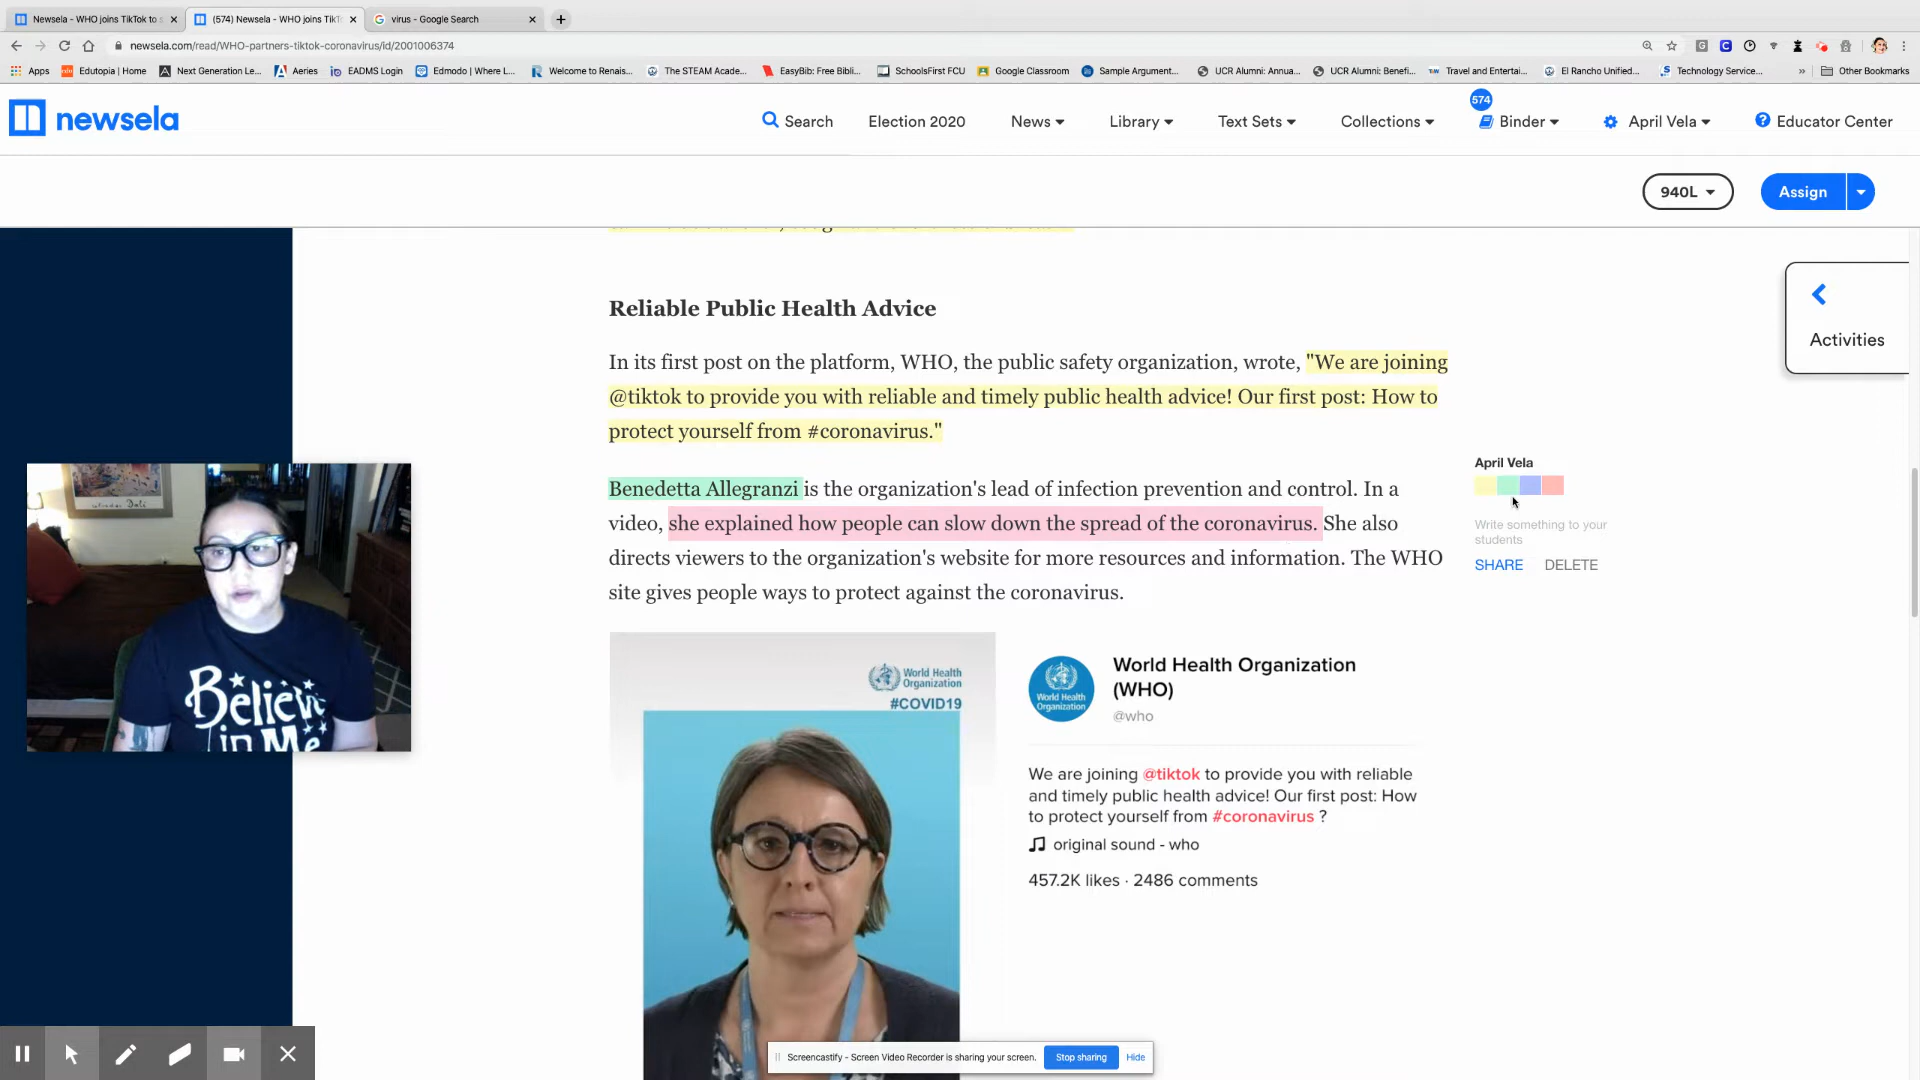 Newsela - WHO joins TikTok to s
(574) Newsela - WHO joins TikT
virus - Google Search
newsela.com/read/WHO-partners-tiktok-coronavirus/id/2001006374
Apps
Edutopia | Home
Next Generation Le...
Aeries
EADMS Login
Edmodo | Where L...
Welcome to Renais...
The STEAM Acade...
EasyBib: Free Bibli...
SchoolsFirst FCU
Google Classroom
Sample Argument...
UCR Alumni: Annua...
UCR Alumni: Benefi...
Travel and Entertai...
El Rancho Unified...
Technology Service...
Other Bookmarks
newsela
Search
Election 2020
News
Library
Text Sets
Collections
574
Binder
April Vela
Educator Center
940L
Assign
Activities
Reliable Public Health Advice
In its first post on the platform, WHO, the public safety organization, wrote, "We are joining
@tiktok to provide you with reliable and timely public health advice! Our first post: How to
protect yourself from #coronavirus."
Benedetta Allegranzi is the organization's lead of infection prevention and control. In a
video, she explained how people can slow down the spread of the coronavirus. She also
directs viewers to the organization's website for more resources and information. The WHO
site gives people ways to protect against the coronavirus.
April Vela
Write something to your
students
SHARE DELETE
Believe
in Me
World Health
Organization
#COVID19
World Health
Organization
World Health Organization
(WHO)
@who
We are joining @tiktok to provide you with reliable
and timely public health advice! Our first post: How
to protect yourself from #coronavirus ?
original sound - who
457.2K likes · 2486 comments
Screencastify - Screen Video Recorder is sharing your screen.
Stop sharing
Hide